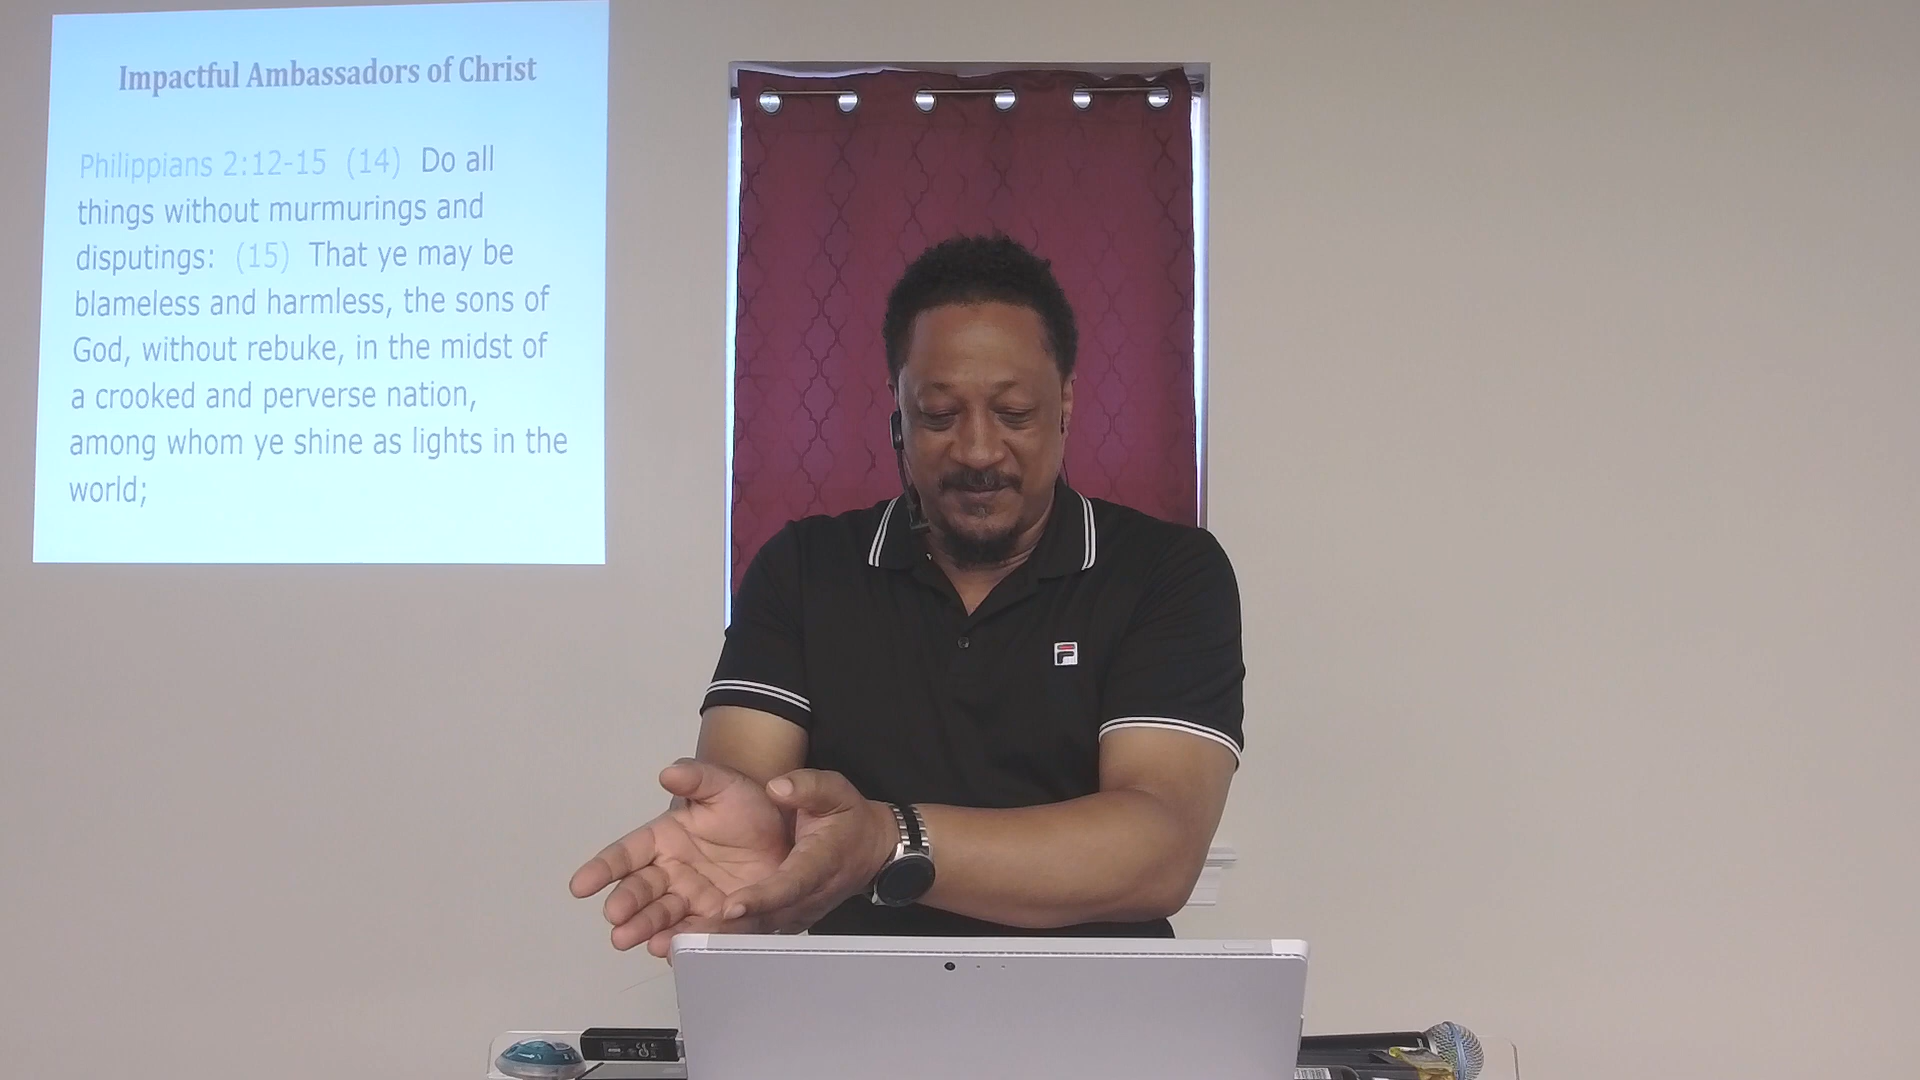 Impactful Ambassadors of Christ
Philippians 2:12-15 (14) Do all
things without murmurings and
disputings: (15) That ye may be
blameless and harmless, the sons of
God, without rebuke, in the midst of
a crooked and perverse nation,
among whom ye shine as lights in the
world;